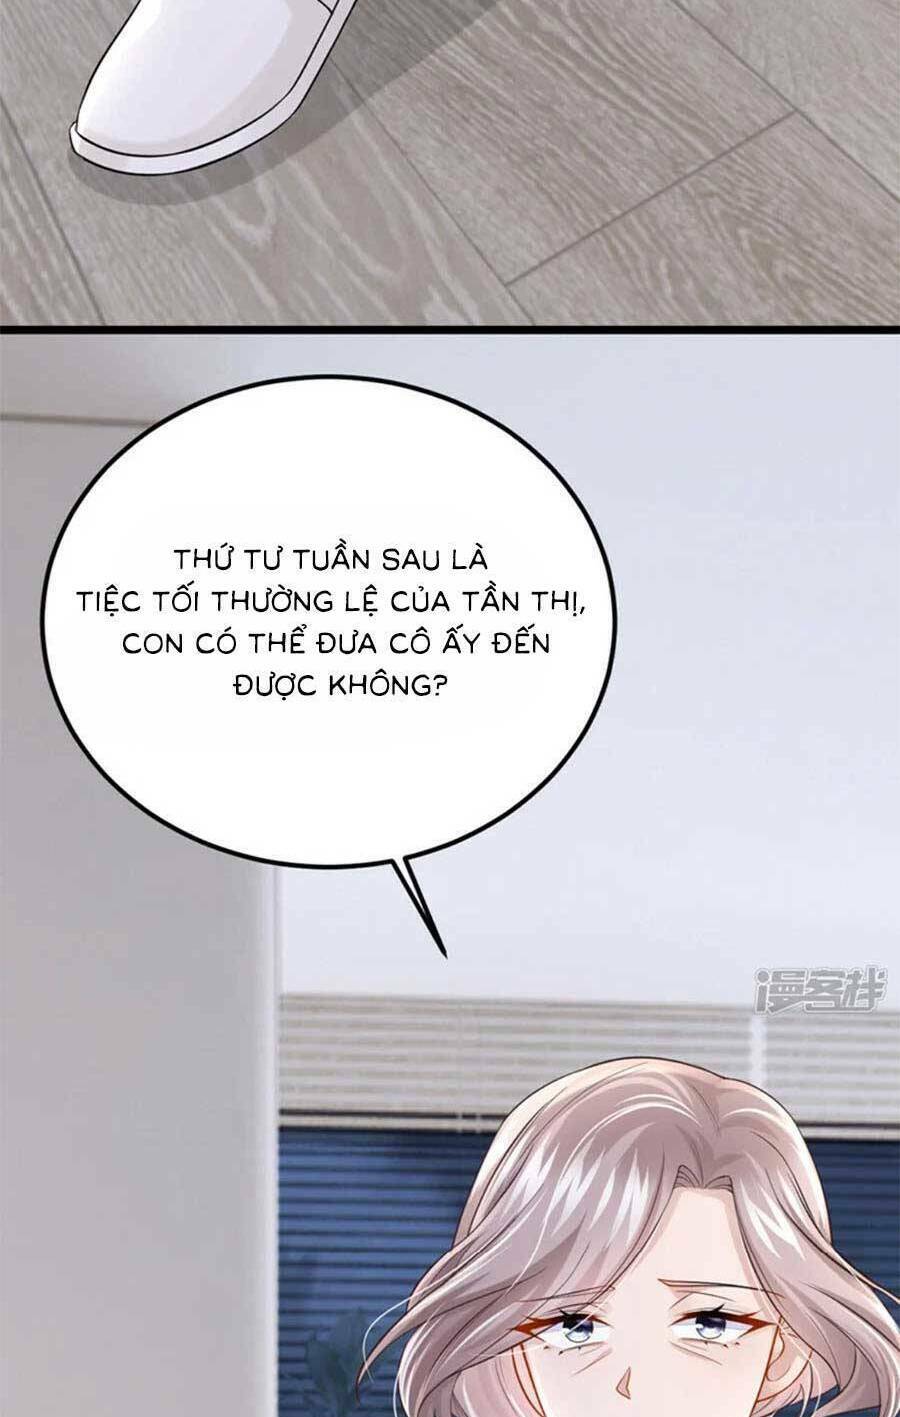 THỨ TƯ TUẦN SAU LÀ
TIỆC TỐI THƯỜNG LỆ CỦA TẦN THỊ,
CON CÓ THỂ ĐƯA CÔ ẤY ĐẾN
ĐƯỢC KHÔNG?
漫客栈